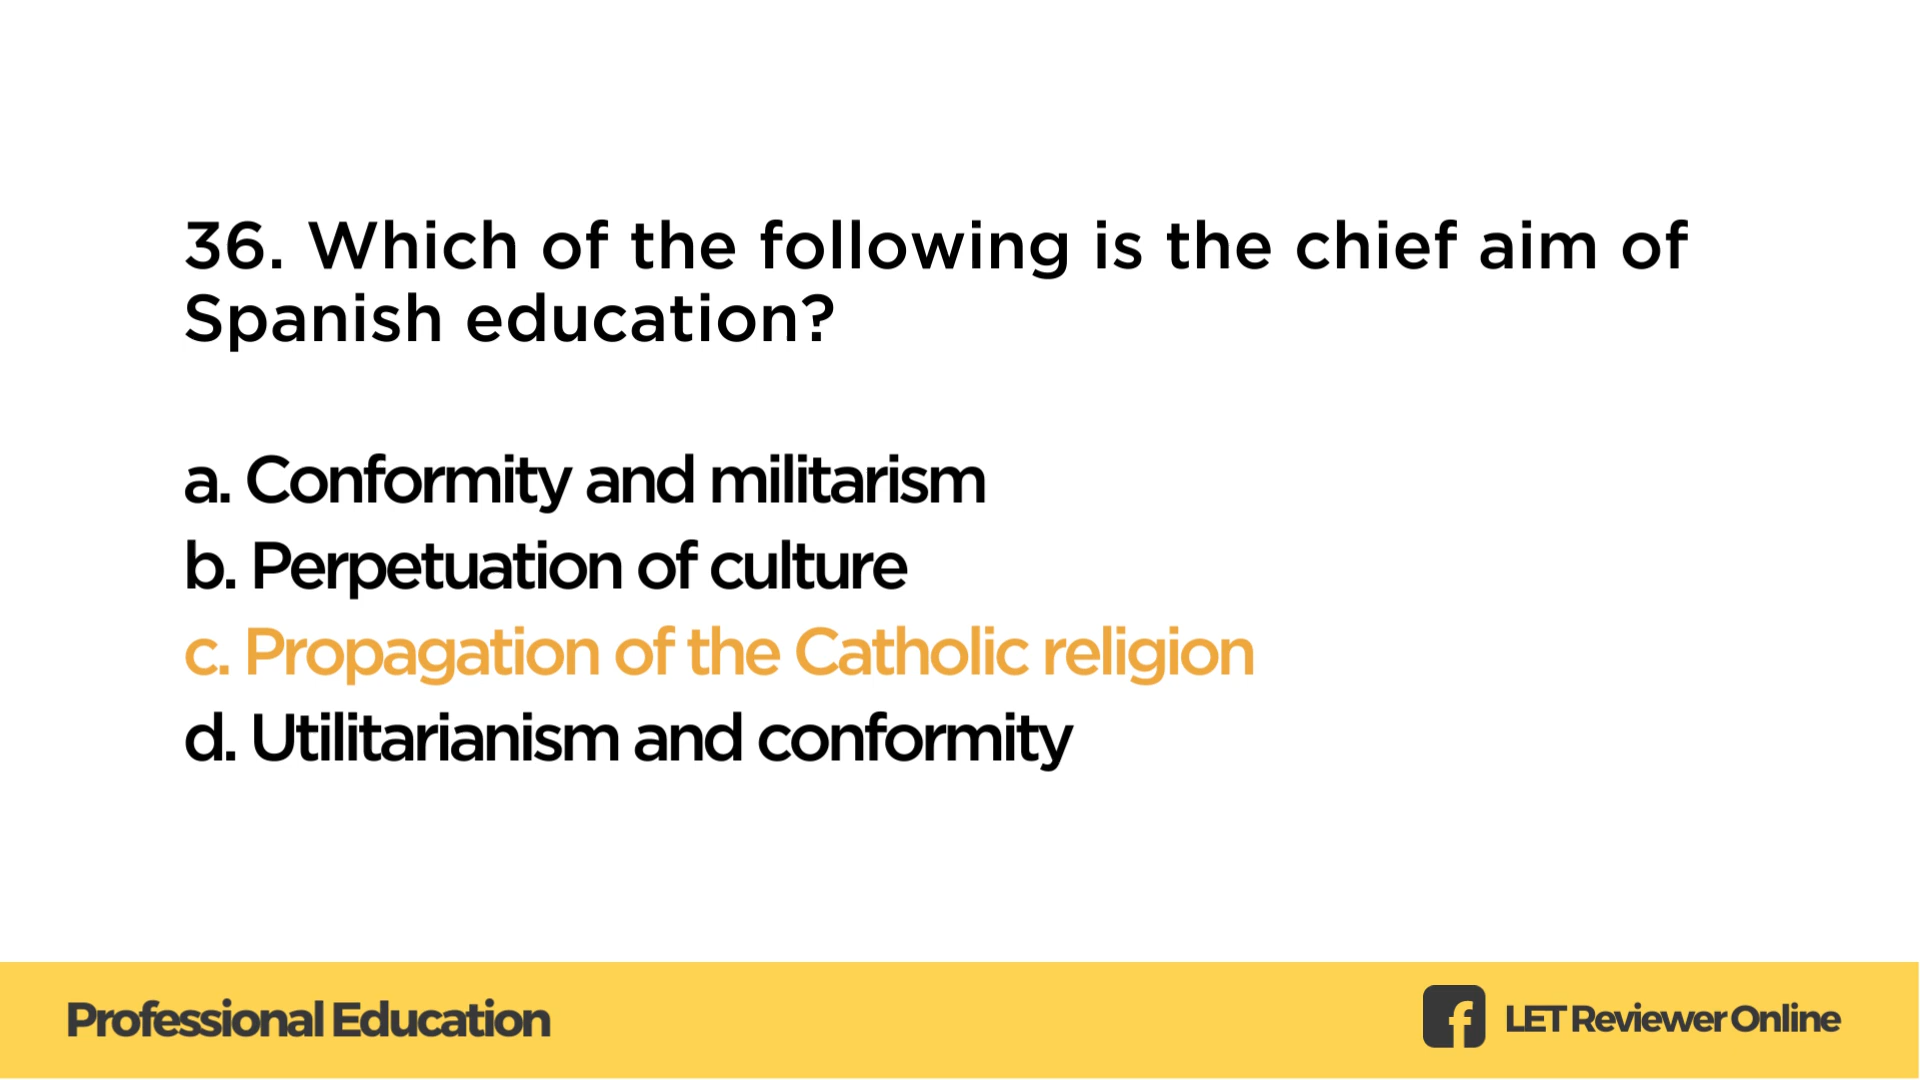 36. Which of the following is the chief aim of
Spanish education?
a. Conformity and militarism
b. Perpetuation of culture
c. Propagation of the Catholic religion
d. Utilitarianism and conformity
Professional Education
LET Reviewer Online